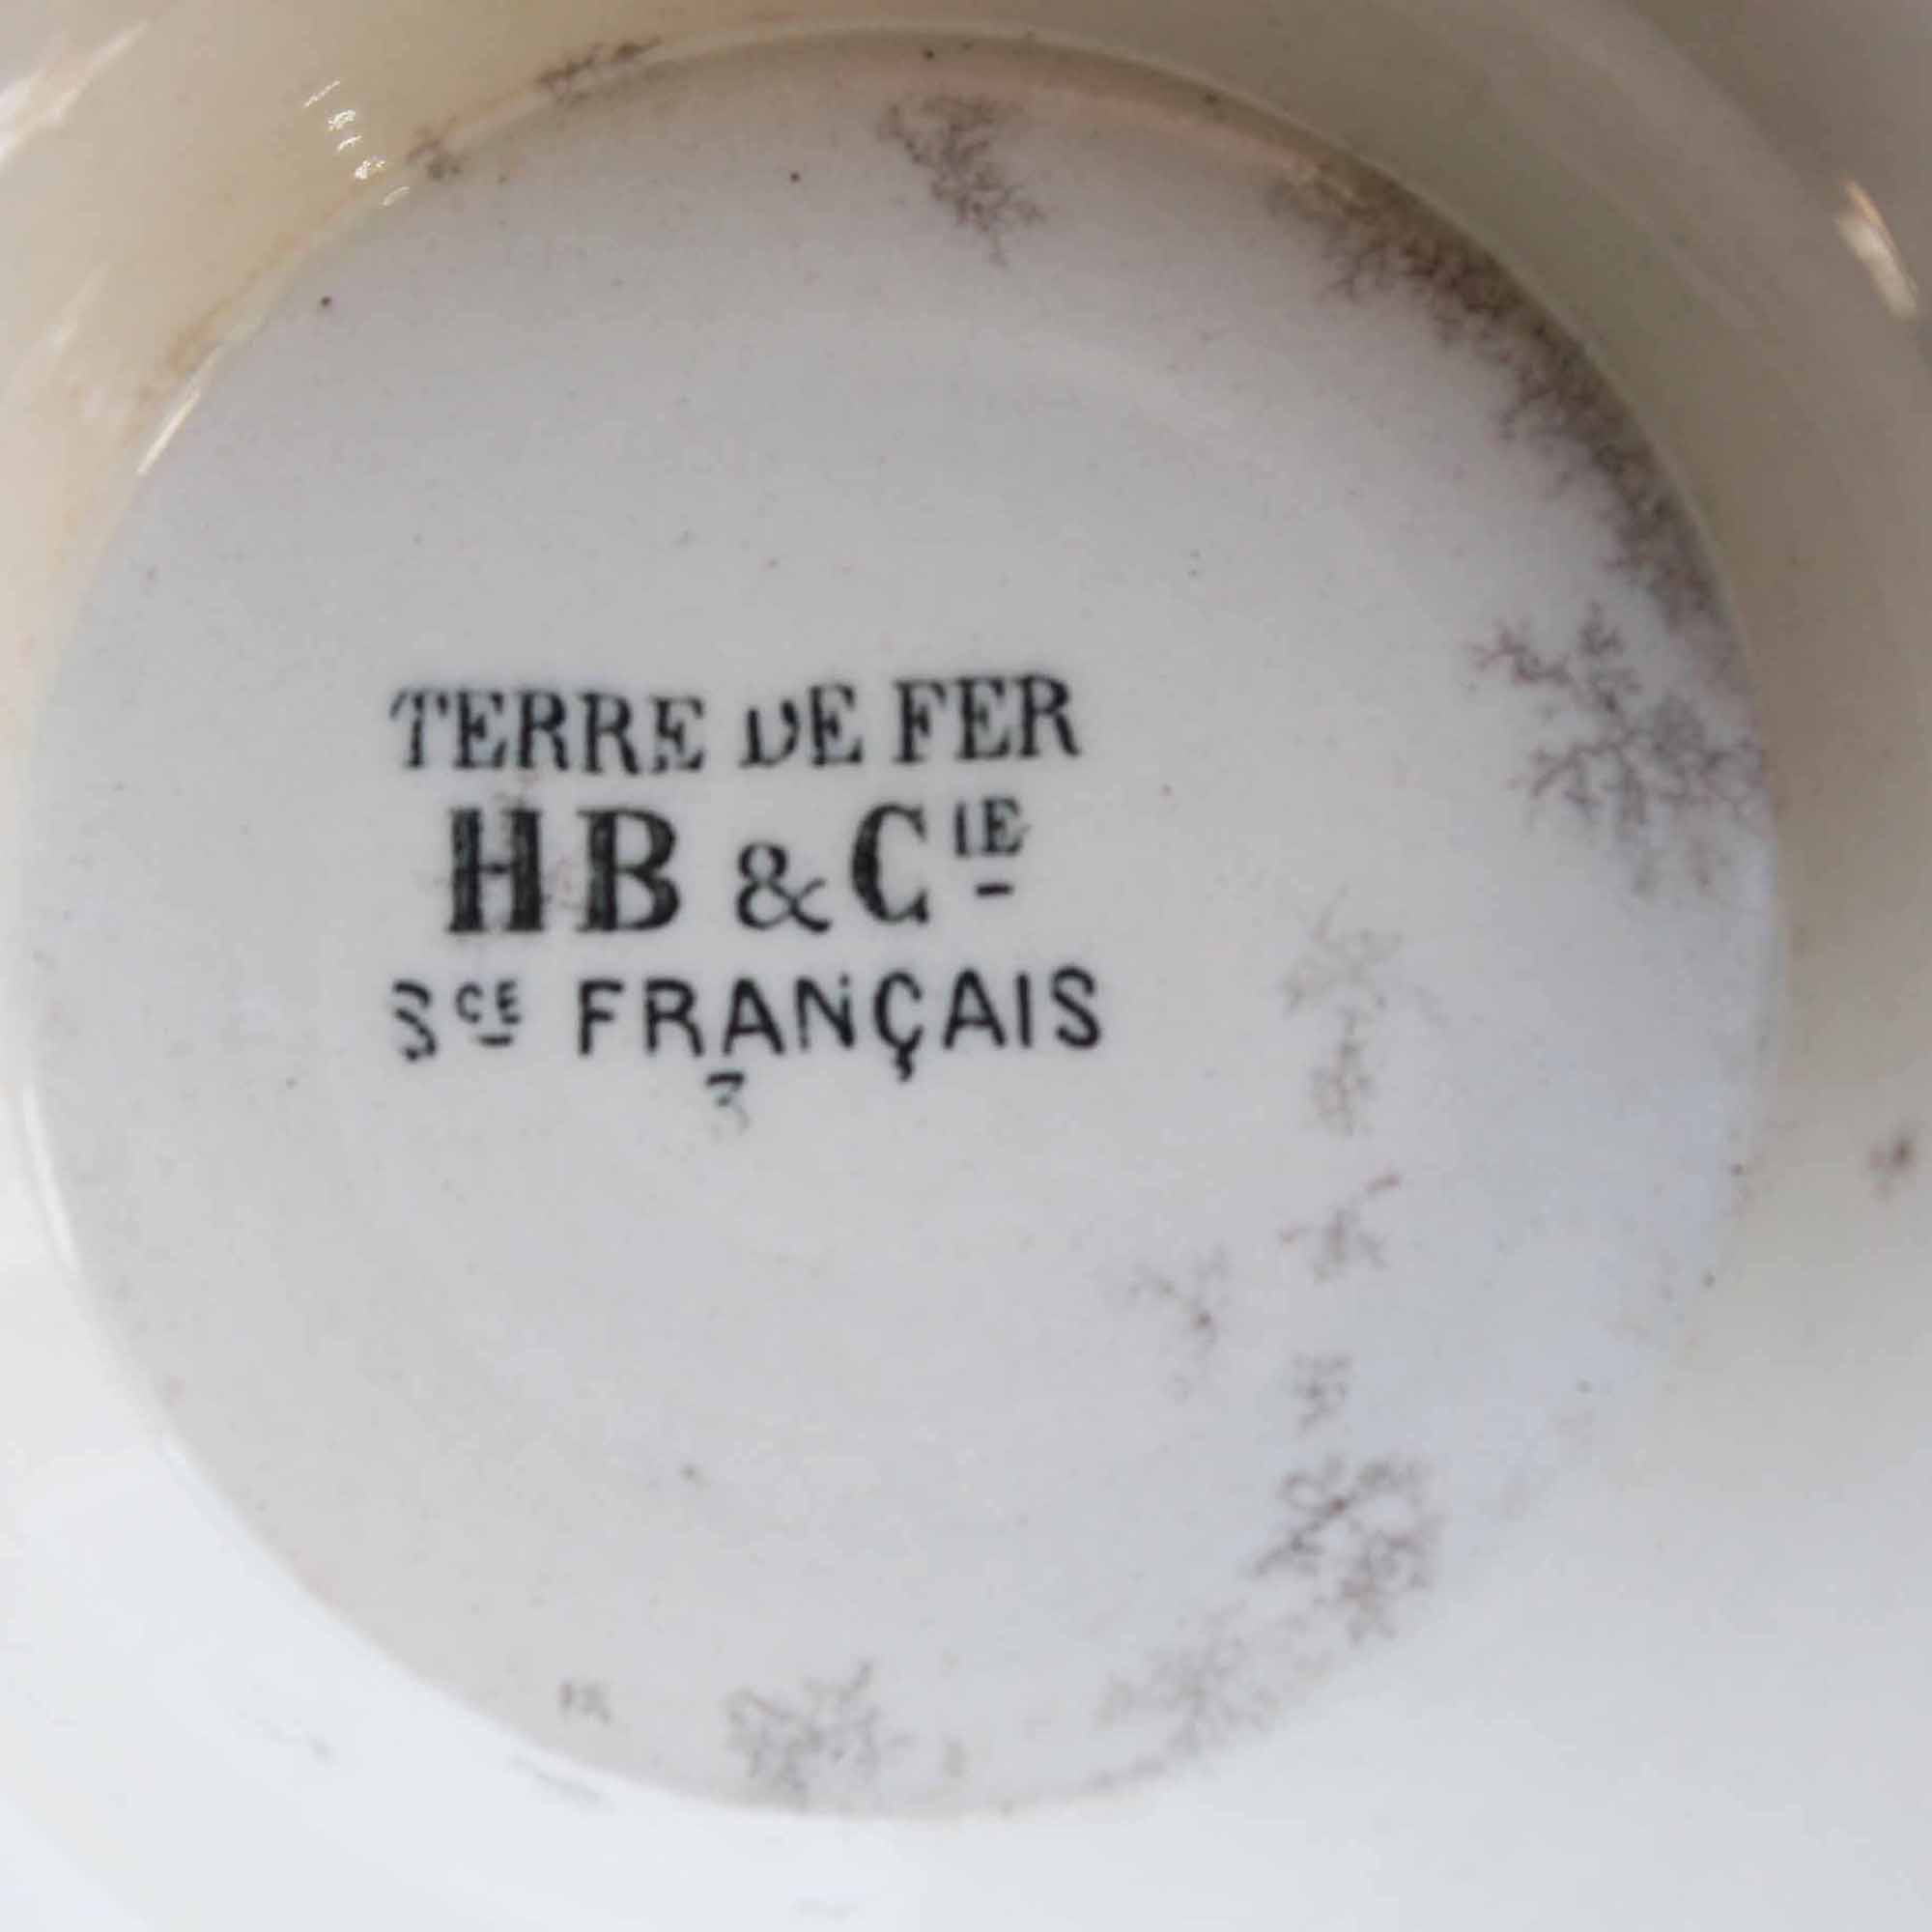 TERRE DE FER
HB & CIE
SCE FRANÇAIS
3